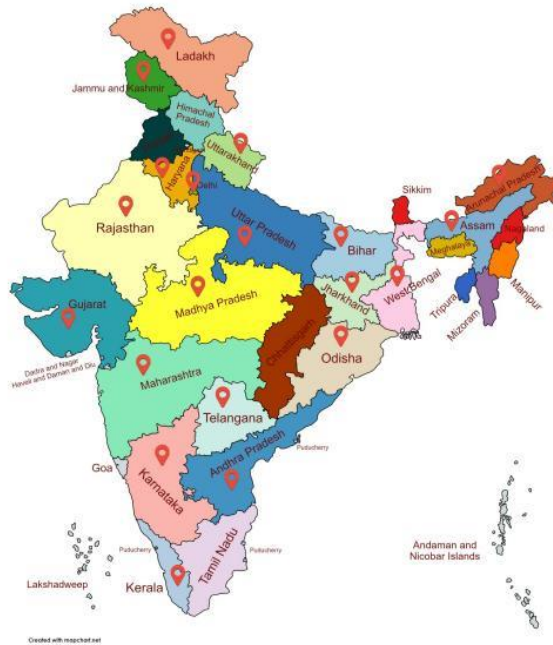 Ladakh
Jammu and Kashmir
Himachal
Pradesh
Uttarakhand
Haryana
Delhi
Rajasthan
Uttar Pradesh
Sikkim
Arunachal Pradesh
Assam
Nagaland
Meghalaya
Manipur
Tripura
Mizoram
Bihar
Jharkhand
West Bengal
Gujarat
Madhya Pradesh
Chhattisgarh
Odisha
Dadra and Nagar
Haveli and Daman and Diu
Maharashtra
Telangana
Andhra Pradesh
Puducherry
Goa
Karnataka
Puducherry
Puducherry
Tamil Nadu
Kerala
Lakshadweep
Andaman and
Nicobar Islands
Created with mapchart.net